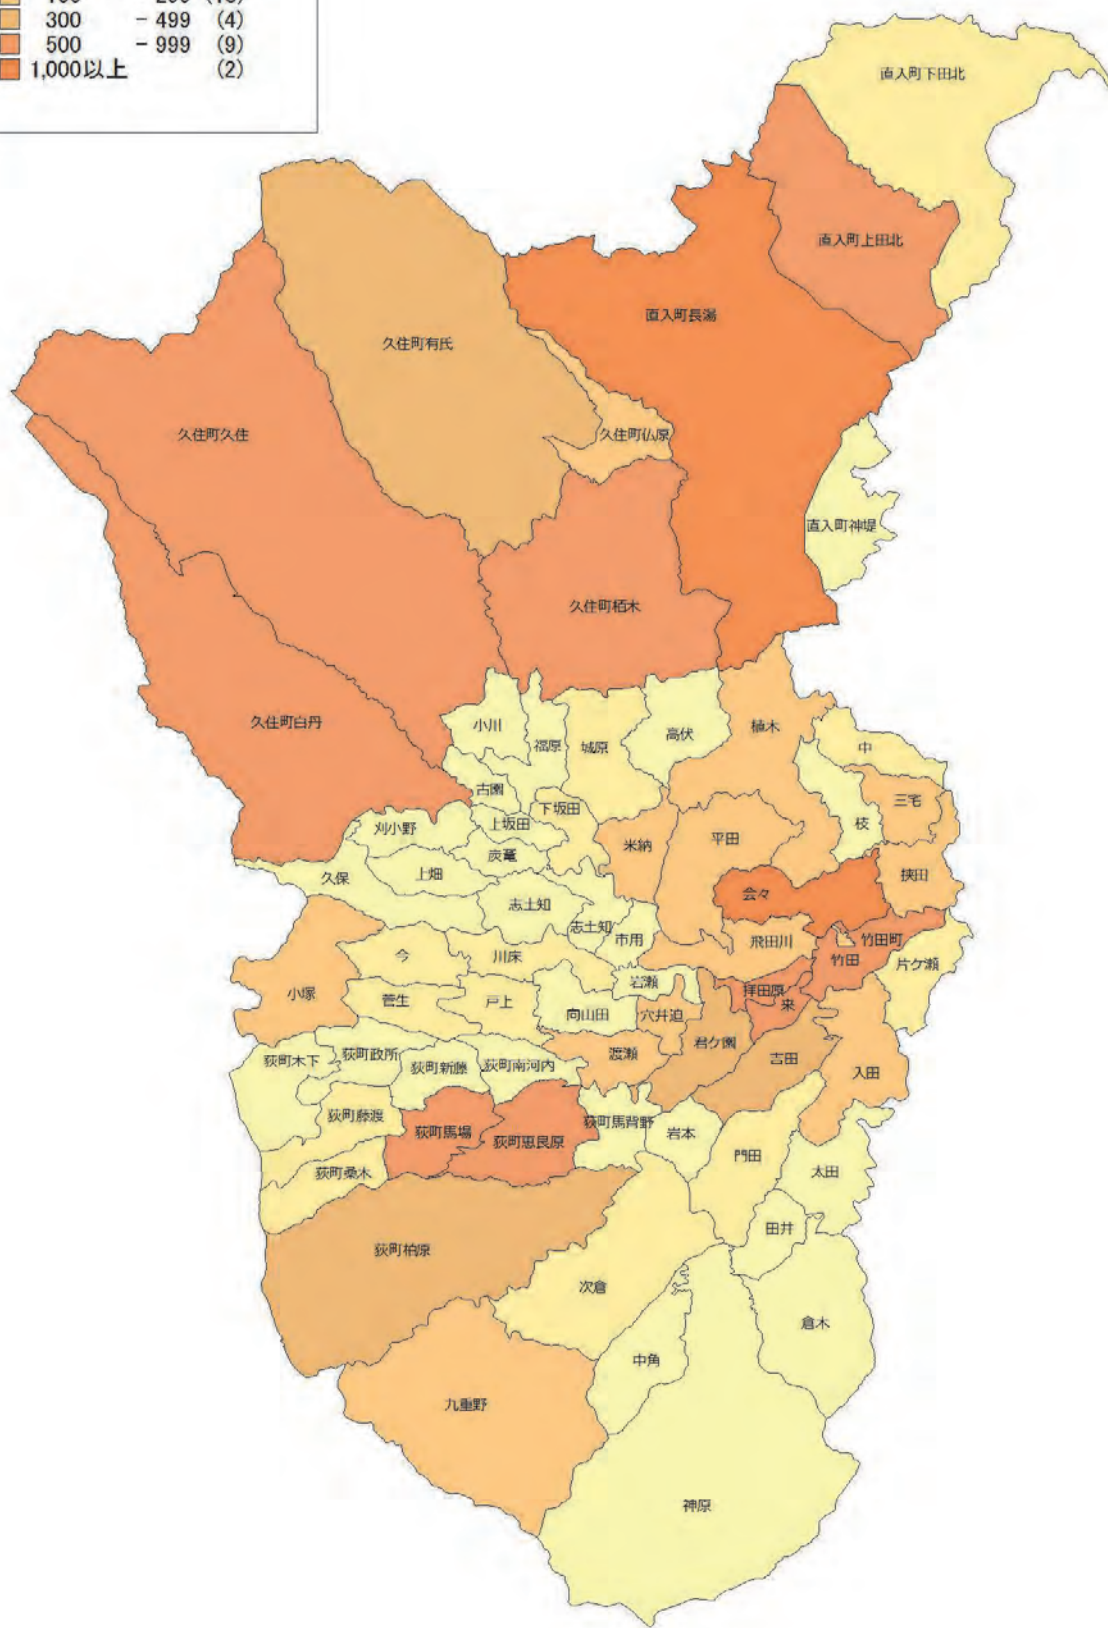 300 - 499 (4)
500 - 999 (9)
1,000以上 (2)
直入町下田北
直入町上田北
直入町長湯
久住町有氏
久住町仏原
久住町久住
直入町神堤
久住町栢木
久住町白丹
小川
福原
城原
高伏
植木
中
古園
下坂田
三宅
刈小野
上坂田
枝
米納
平田
炭竃
上畑
久保
挟田
会々
志土知
志土知
市用
飛田川
竹田町
竹田
片ケ瀬
今
川床
岩瀬
拝田原
来
小塚
菅生
戸上
向山田
穴井迫
君ケ園
渡瀬
吉田
入田
荻町木下
荻町政所
荻町新藤
荻町南河内
荻町藤渡
荻町馬場
荻町恵良原
荻町馬背野
岩本
門田
太田
荻町桑木
田井
荻町柏原
次倉
倉木
中角
九重野
神原